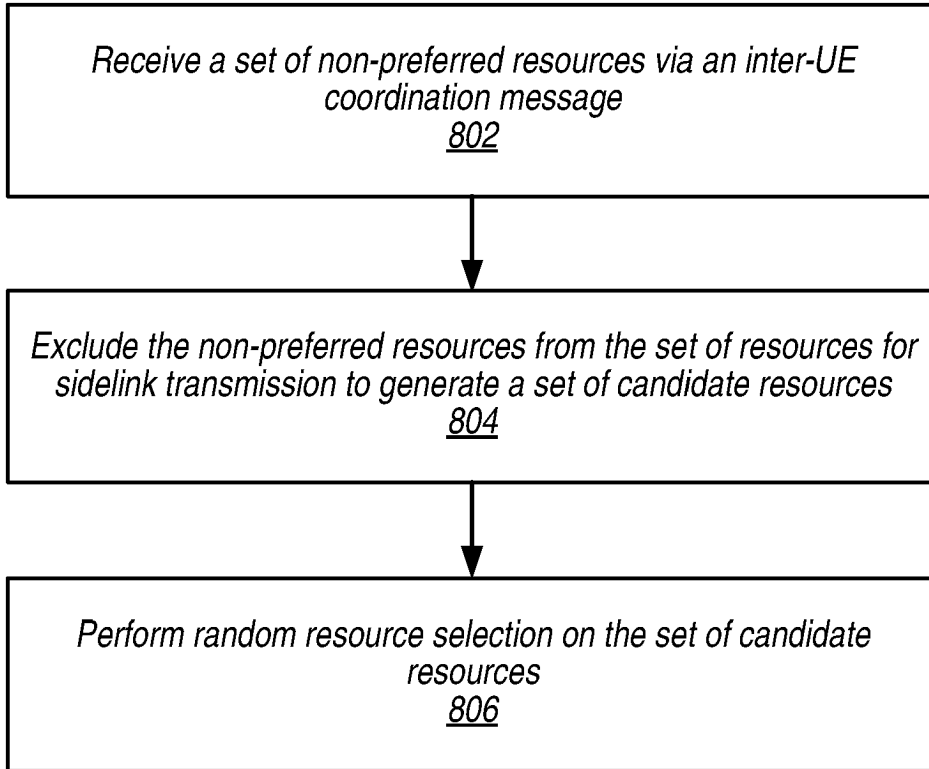 Receive a set of non-preferred resources via an inter-UE
coordination message
802
Exclude the non-preferred resources from the set of resources for
sidelink transmission to generate a set of candidate resources
804
Perform random resource selection on the set of candidate
resources
806